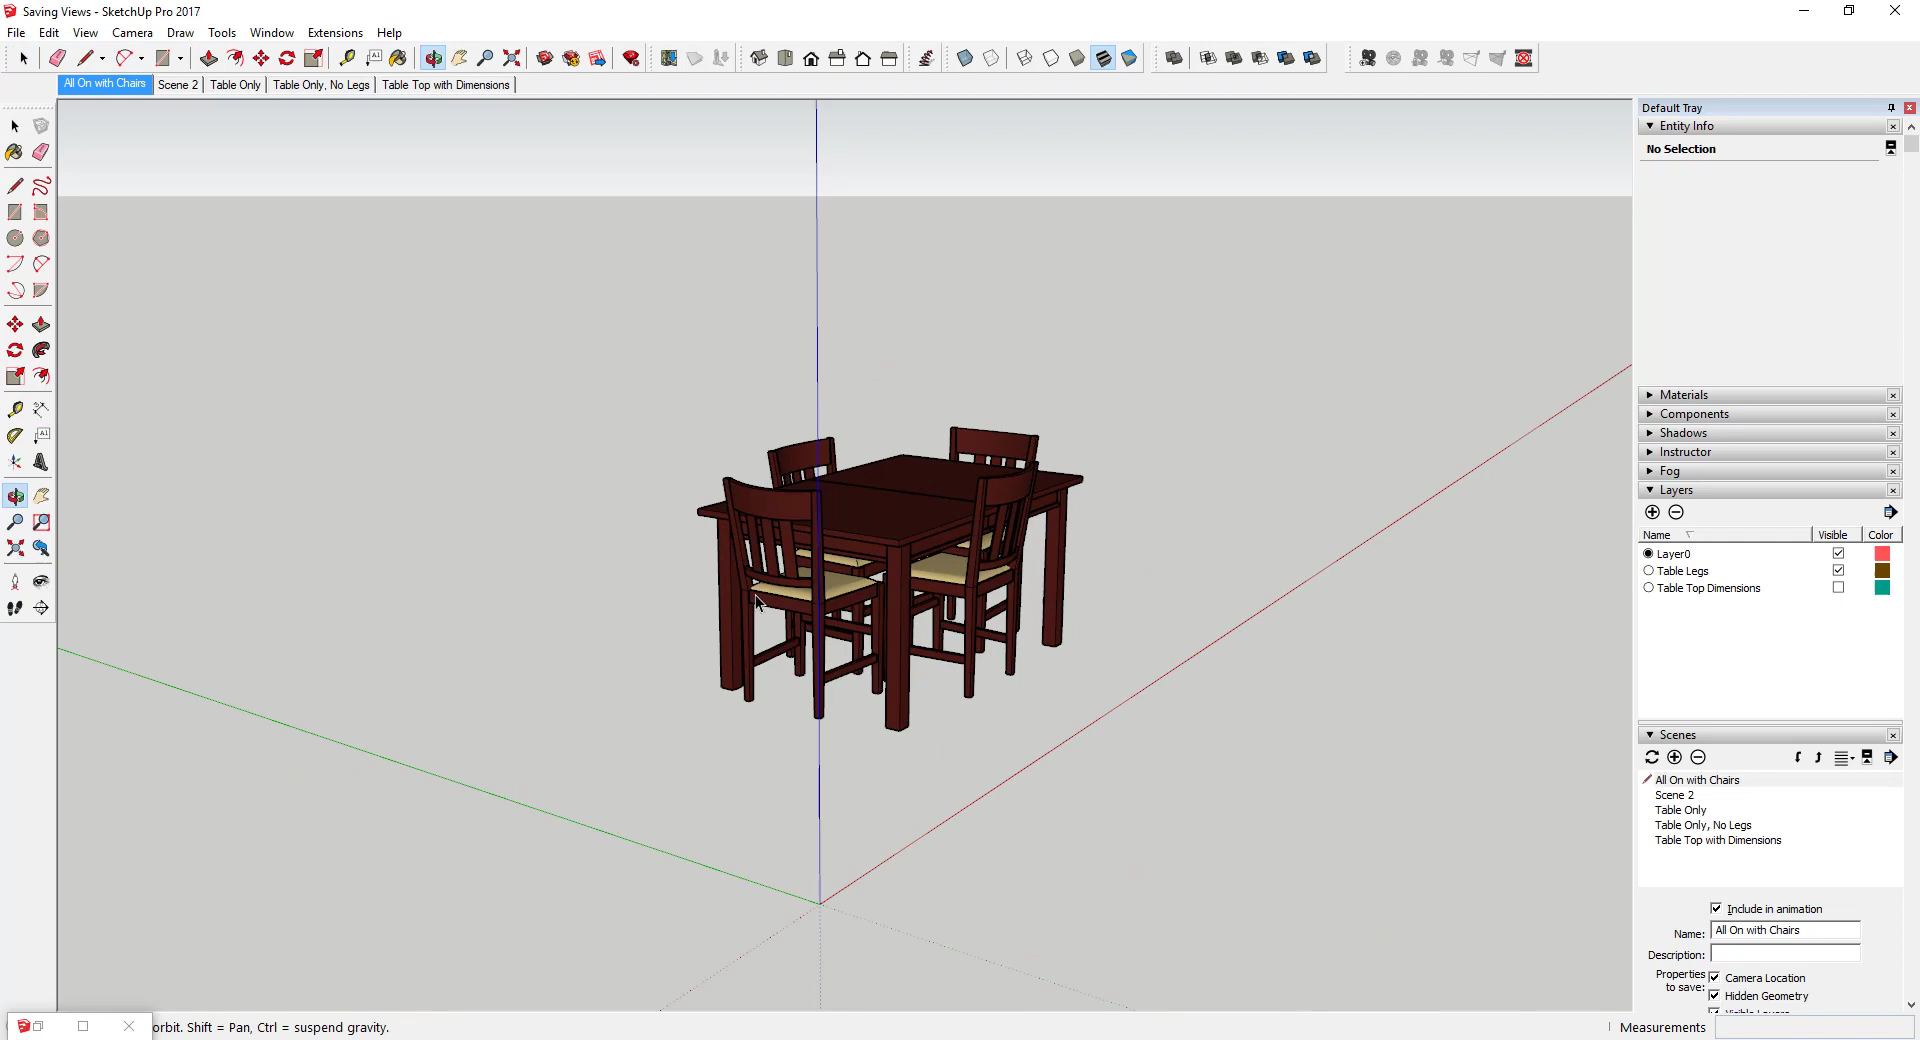 Saving Views - SketchUp Pro 2017
File Edit View Camera Draw Tools Window Extensions Help
All On with Chairs Scene 2 Table Only Table Only, No Legs Table Top with Dimensions
Default Tray
Entity Info
No Selection
Materials
Components
Shadows
Instructor
Fog
Layers
Name Visible Color
Layer0
Table Legs
Table Top Dimensions
Scenes
All On with Chairs
Scene 2
Table Only
Table Only, No Legs
Table Top with Dimensions
Include in animation
Name: All On with Chairs
Description:
Properties to save: Camera Location
Hidden Geometry
orbit. Shift = Pan, Ctrl = suspend gravity.
Measurements